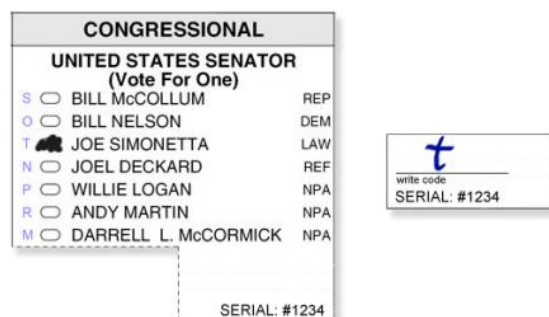 CONGRESSIONAL
UNITED STATES SENATOR
(Vote For One)
S BILL McCOLLUM REP
O BILL NELSON DEM
T JOE SIMONETTA LAW
N JOEL DECKARD REF
P WILLIE LOGAN NPA
R ANDY MARTIN NPA
M DARRELL L. McCORMICK NPA
SERIAL: #1234
t
write code
SERIAL: #1234